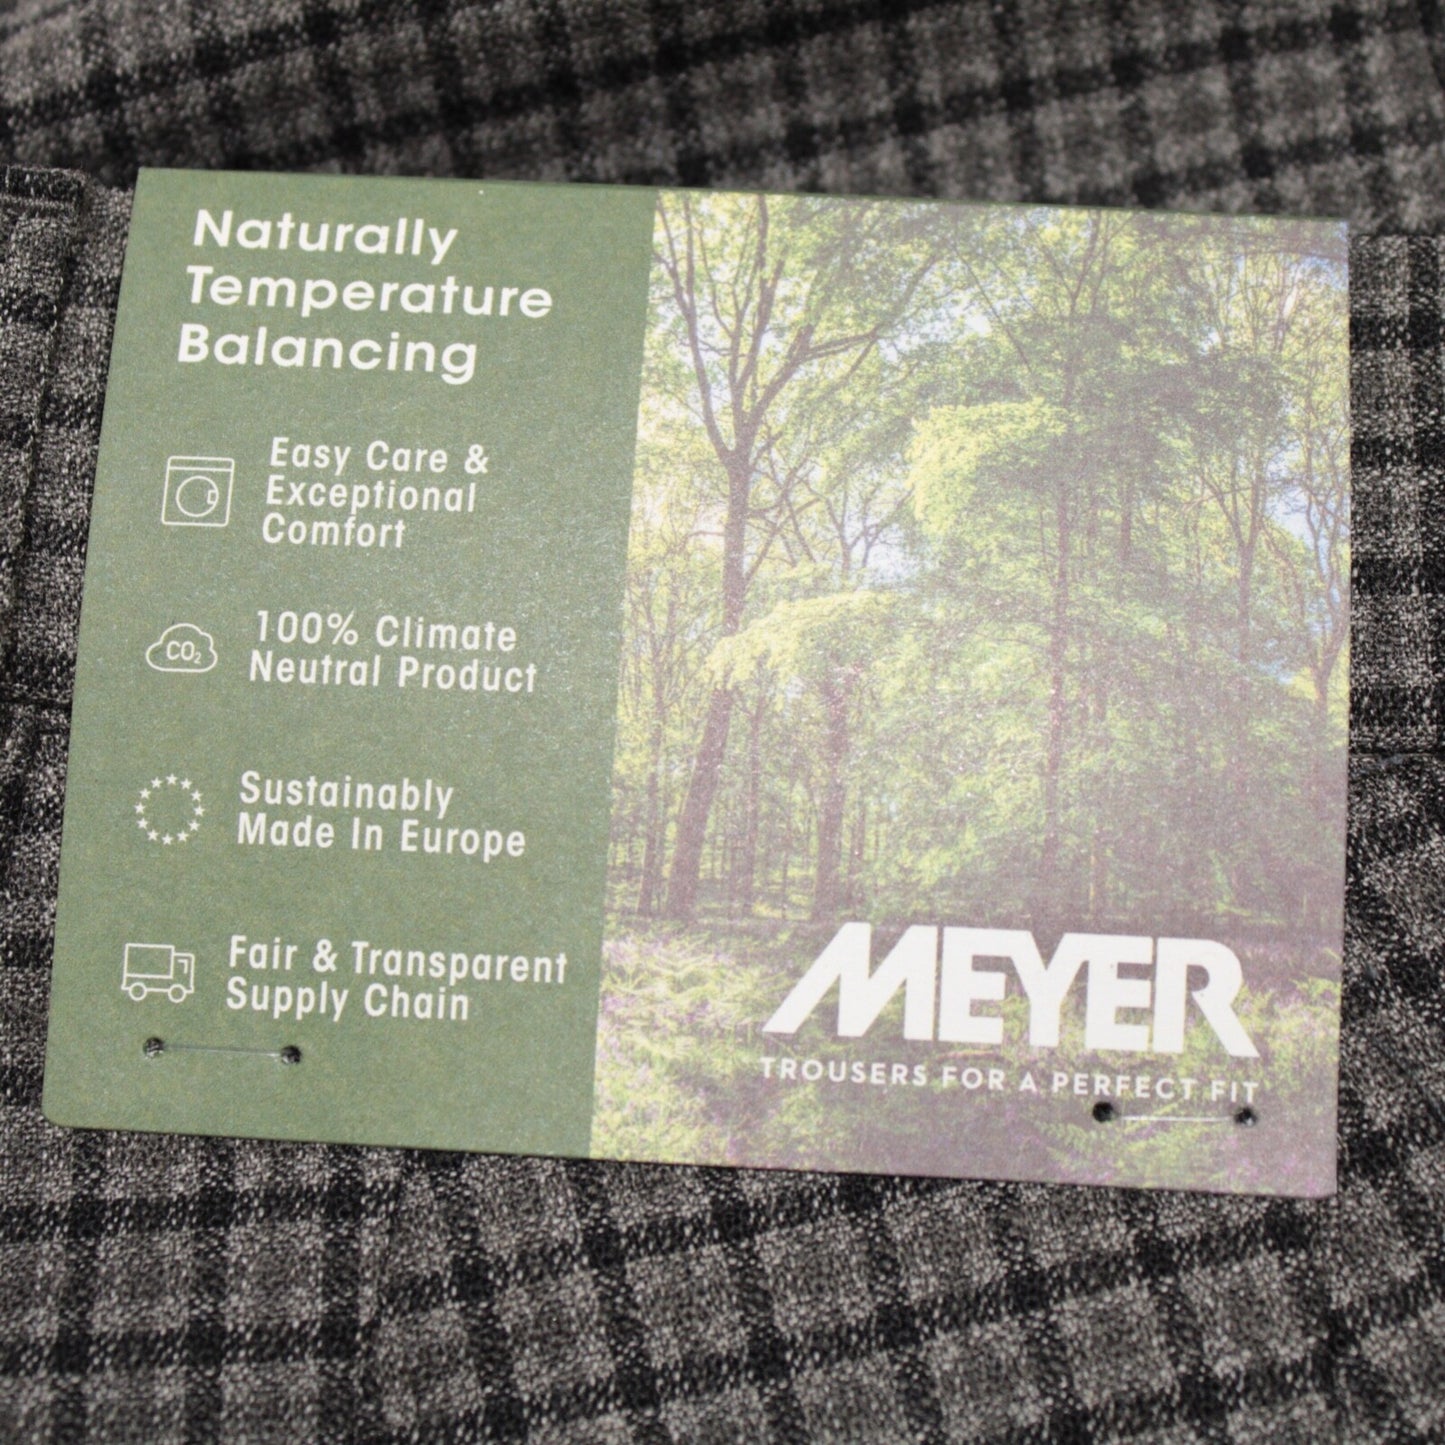 Naturally
Temperature
Balancing
Easy Care &
Exceptional
Comfort
CO₂
100% Climate
Neutral Product
Sustainably
Made In Europe
Fair & Transparent
Supply Chain
MEYER
TROUSERS FOR A PERFECT FIT